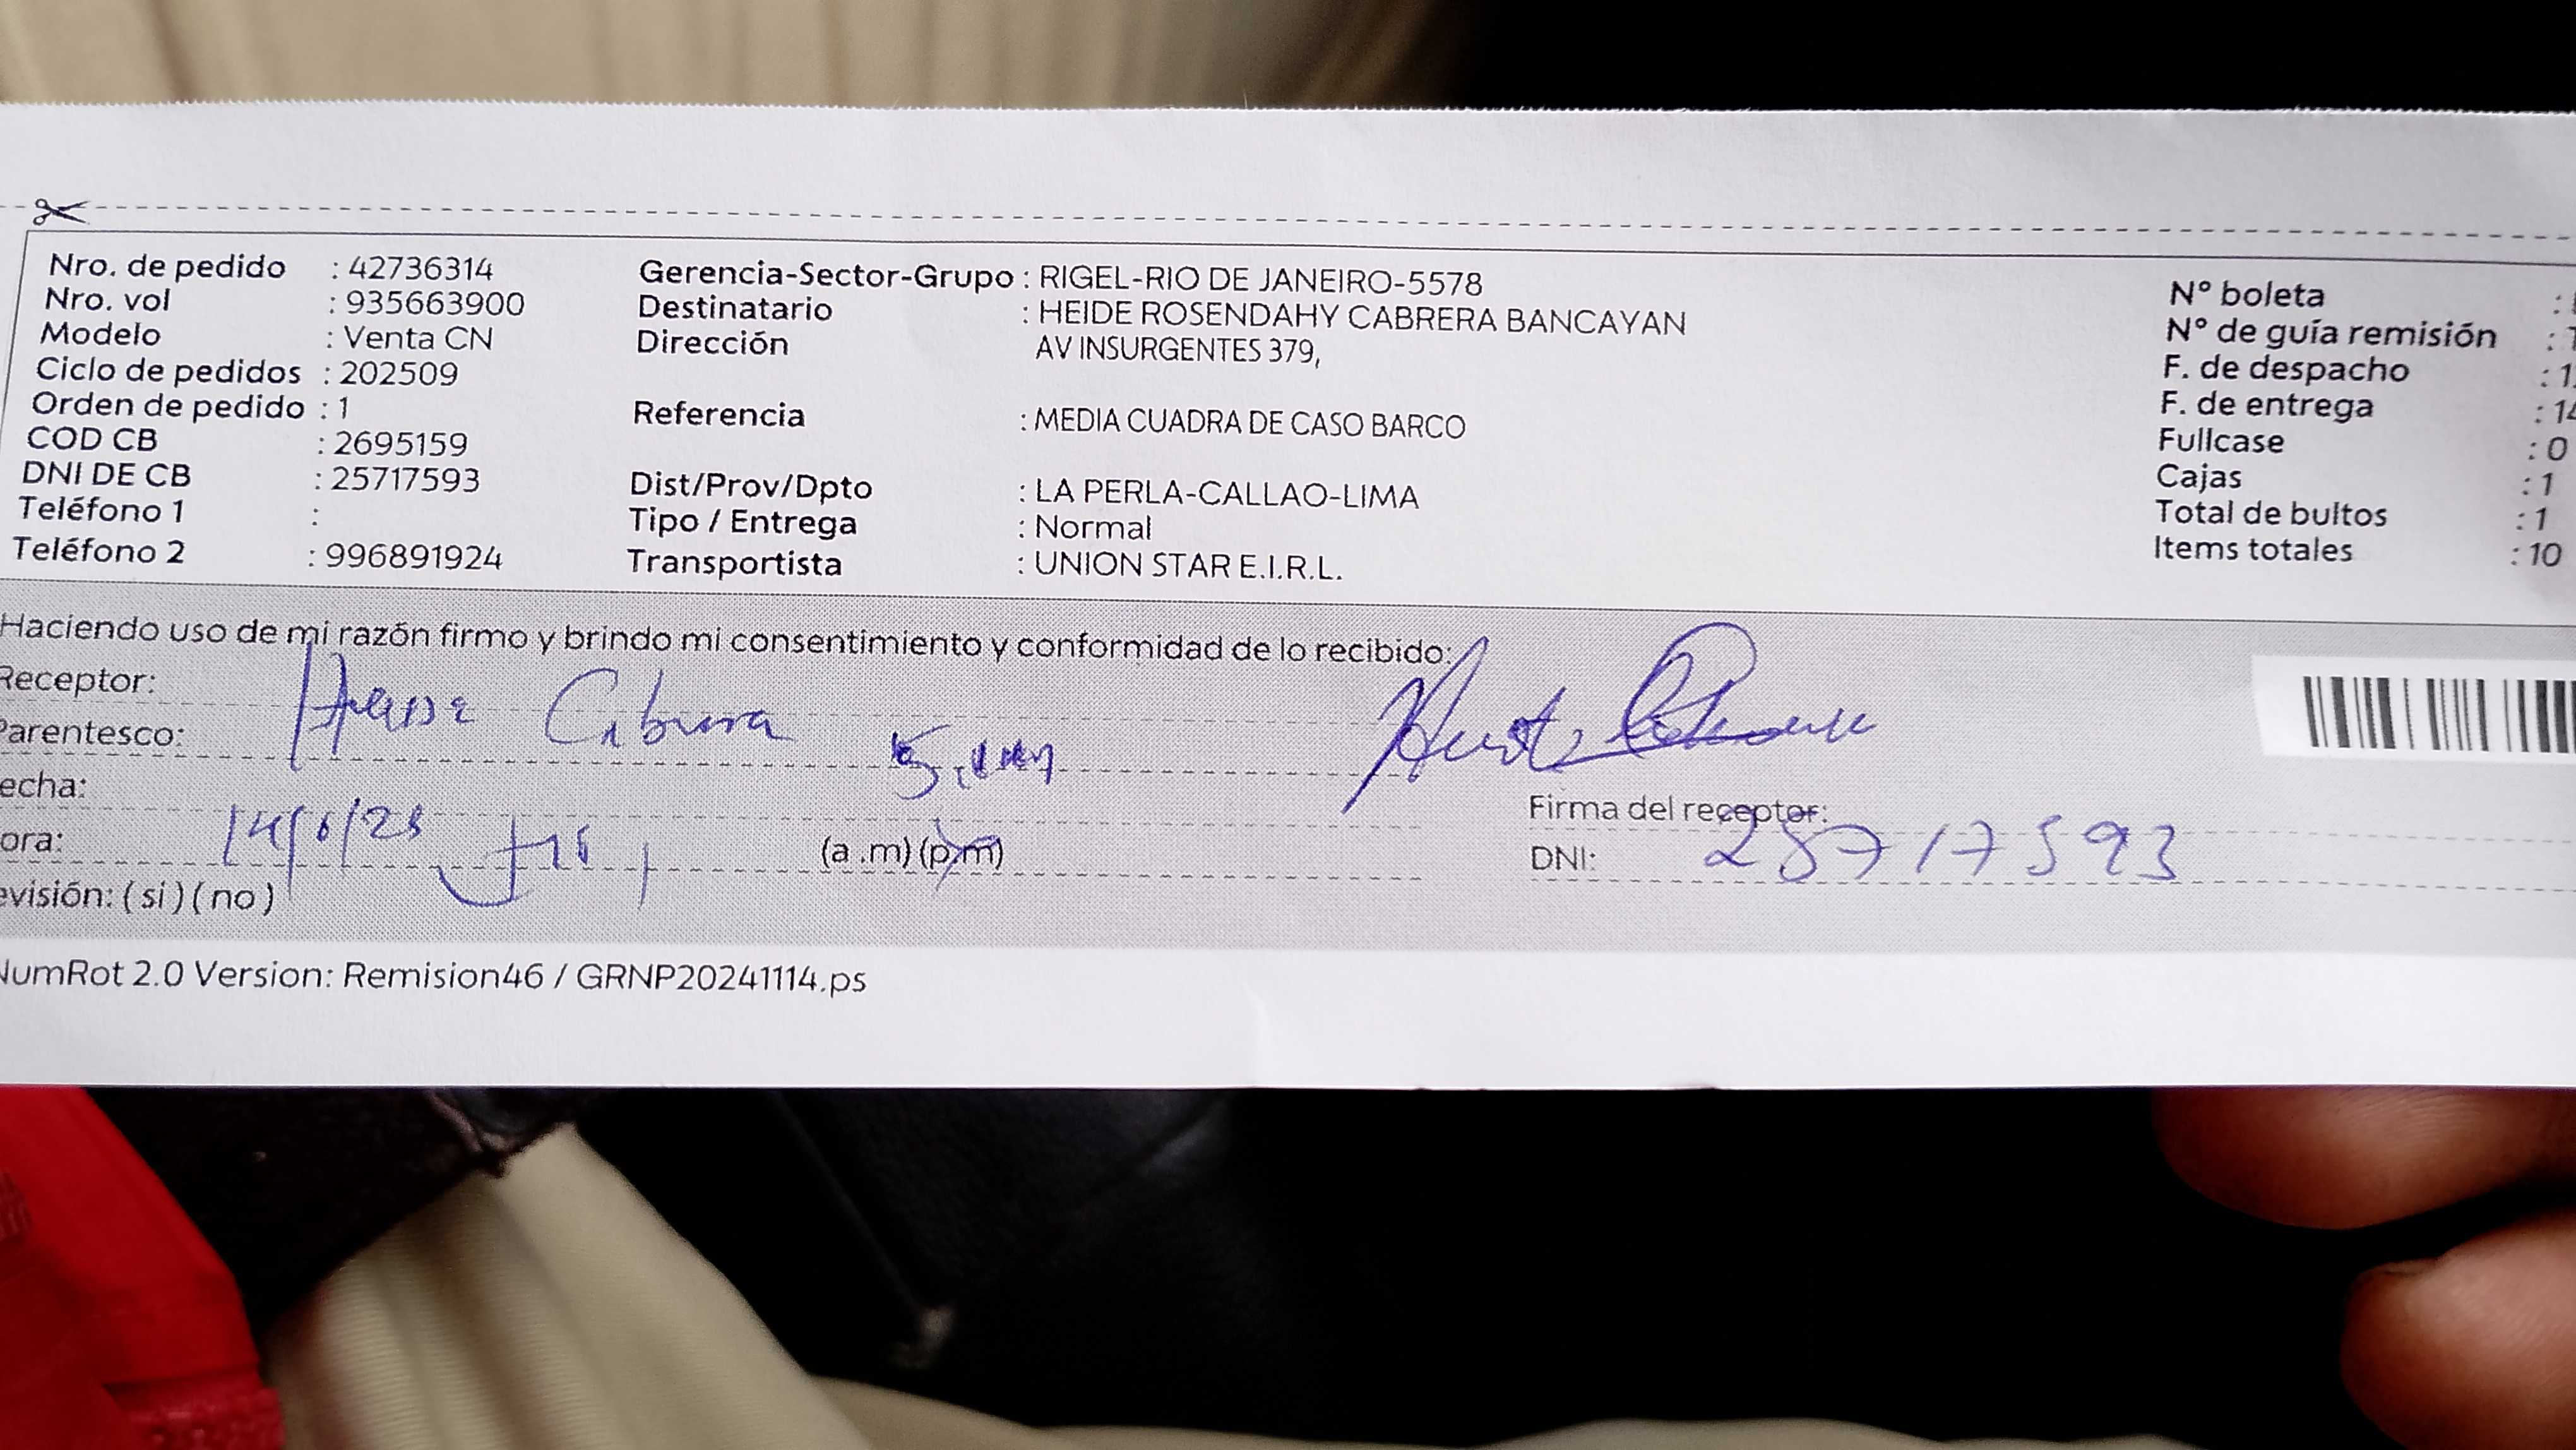 Nro. de pedido : 42736314
Nro. vol : 935663900
Modelo : Venta CN
Ciclo de pedidos : 202509
Orden de pedido : 1
COD CB : 2695159
DNI DE CB : 25717593
Teléfono 1 :
Teléfono 2 : 996891924
Gerencia-Sector-Grupo : RIGEL-RIO DE JANEIRO-5578
Destinatario : HEIDE ROSENDAHY CABRERA BANCAYAN
Dirección AV INSURGENTES 379,
Referencia : MEDIA CUADRA DE CASO BARCO
Dist/Prov/Dpto : LA PERLA-CALLAO-LIMA
Tipo / Entrega : Normal
Transportista : UNION STAR E.I.R.L.
N° boleta :
N° de guía remisión :
F. de despacho : 1
F. de entrega : 14
Fullcase : 0
Cajas : 1
Total de bultos : 1
Items totales : 10
Haciendo uso de mi razón firmo y brindo mi consentimiento y conformidad de lo recibido:
Receptor:
Parentesco:
echa:
ora: (a .m) (p.m)
evisión: ( si ) ( no )
Firma del receptor:
DNI: 25717593
NumRot 2.0 Version: Remision46 / GRNP20241114.ps